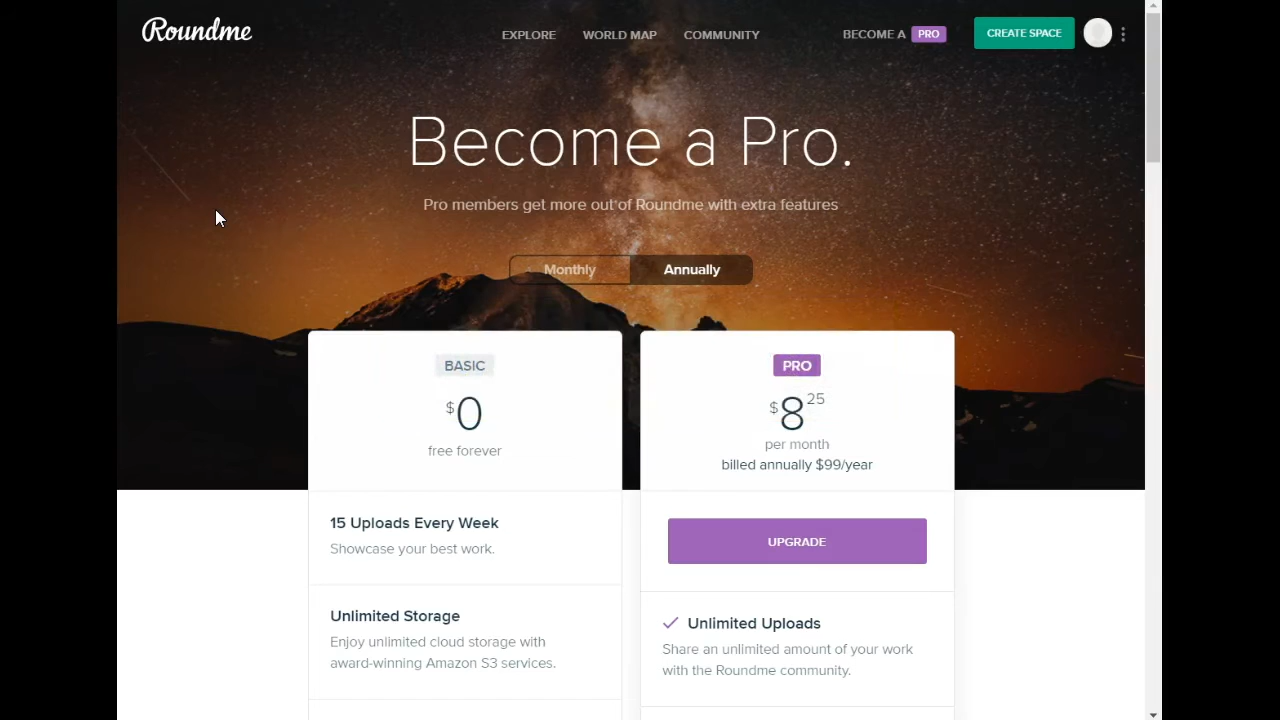 Roundme
EXPLORE
WORLD MAP
COMMUNITY
BECOME A PRO
CREATE SPACE
Become a Pro.
Pro members get more out of Roundme with extra features
Monthly
Annually
BASIC
$0
free forever
15 Uploads Every Week
Showcase your best work.
Unlimited Storage
Enjoy unlimited cloud storage with
award-winning Amazon S3 services.
PRO
$8 25
per month
billed annually $99/year
UPGRADE
Unlimited Uploads
Share an unlimited amount of your work
with the Roundme community.